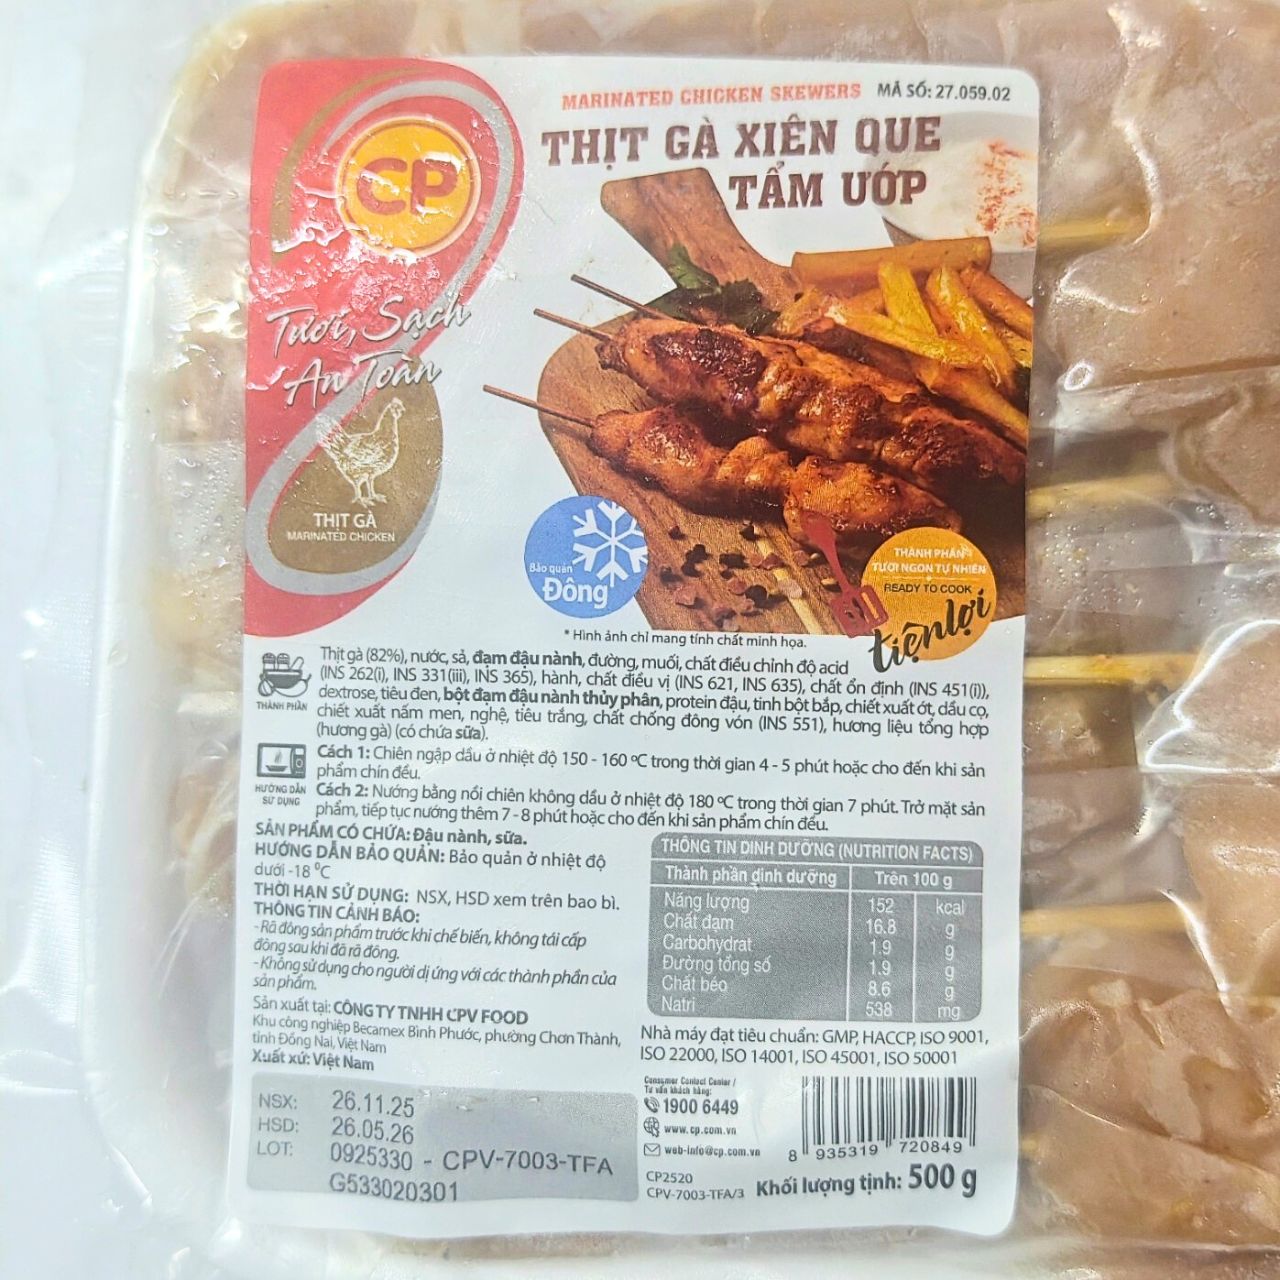 MARINATED CHICKEN SKEWERS MÃ SỐ: 27.059.02
THỊT GÀ XIÊN QUE
TẨM ƯỚP
CP
Tươi, Sạch
An Toàn
THỊT GÀ
MARINATED CHICKEN
Bảo quản
Đông
THÀNH PHẦN
TƯƠI NGON TỰ NHIÊN
READY TO COOK
tiện lợi
* Hình ảnh chỉ mang tính chất minh họa.
THÀNH PHẦN
Thịt gà (82%), nước, sả, đạm đậu nành, đường, muối, chất điều chỉnh độ acid
(INS 262(i), INS 331(iii), INS 365), hành, chất điều vị (INS 621, INS 635), chất ổn định (INS 451(i)),
dextrose, tiêu đen, bột đạm đậu nành thủy phân, protein đậu, tinh bột bắp, chiết xuất ớt, dầu cọ,
chiết xuất nấm men, nghệ, tiêu trắng, chất chống đông vón (INS 551), hương liệu tổng hợp
(hương gà) (có chứa sữa).
HƯỚNG DẪN
SỬ DỤNG
Cách 1: Chiên ngập dầu ở nhiệt độ 150 - 160 ºC trong thời gian 4 - 5 phút hoặc cho đến khi sản
phẩm chín đều.
Cách 2: Nướng bằng nồi chiên không dầu ở nhiệt độ 180 ºC trong thời gian 7 phút. Trở mặt sản
phẩm, tiếp tục nướng thêm 7 - 8 phút hoặc cho đến khi sản phẩm chín đều.
SẢN PHẨM CÓ CHỨA: Đậu nành, sữa.
HƯỚNG DẪN BẢO QUẢN: Bảo quản ở nhiệt độ
dưới -18 ºC
THỜI HẠN SỬ DỤNG: NSX, HSD xem trên bao bì.
THÔNG TIN CẢNH BÁO:
- Rã đông sản phẩm trước khi chế biến, không tái cấp
đông sau khi đã rã đông.
- Không sử dụng cho người dị ứng với các thành phần của
sản phẩm.
Sản xuất tại: CÔNG TY TNHH CPV FOOD
Khu công nghiệp Becamex Bình Phước, phường Chơn Thành,
tỉnh Đồng Nai, Việt Nam
Xuất xứ: Việt Nam
THÔNG TIN DINH DƯỠNG (NUTRITION FACTS)
Thành phần dinh dưỡng Trên 100 g
Năng lượng 152 kcal
Chất đạm 16.8 g
Carbohydrat 1.9 g
Đường tổng số 1.9 g
Chất béo 8.6 g
Natri 538 mg
Nhà máy đạt tiêu chuẩn: GMP, HACCP, ISO 9001,
ISO 22000, ISO 14001, ISO 45001, ISO 50001
NSX: 26.11.25
HSD: 26.05.26
LOT: 0925330 - CPV-7003-TFA
G533020301
Consumer Contact Center /
Tư vấn khách hàng:
1900 6449
www.cp.com.vn
web-info@cp.com.vn
CP2520
CPV-7003-TFA/3
8 935319 720849
Khối lượng tịnh: 500 g